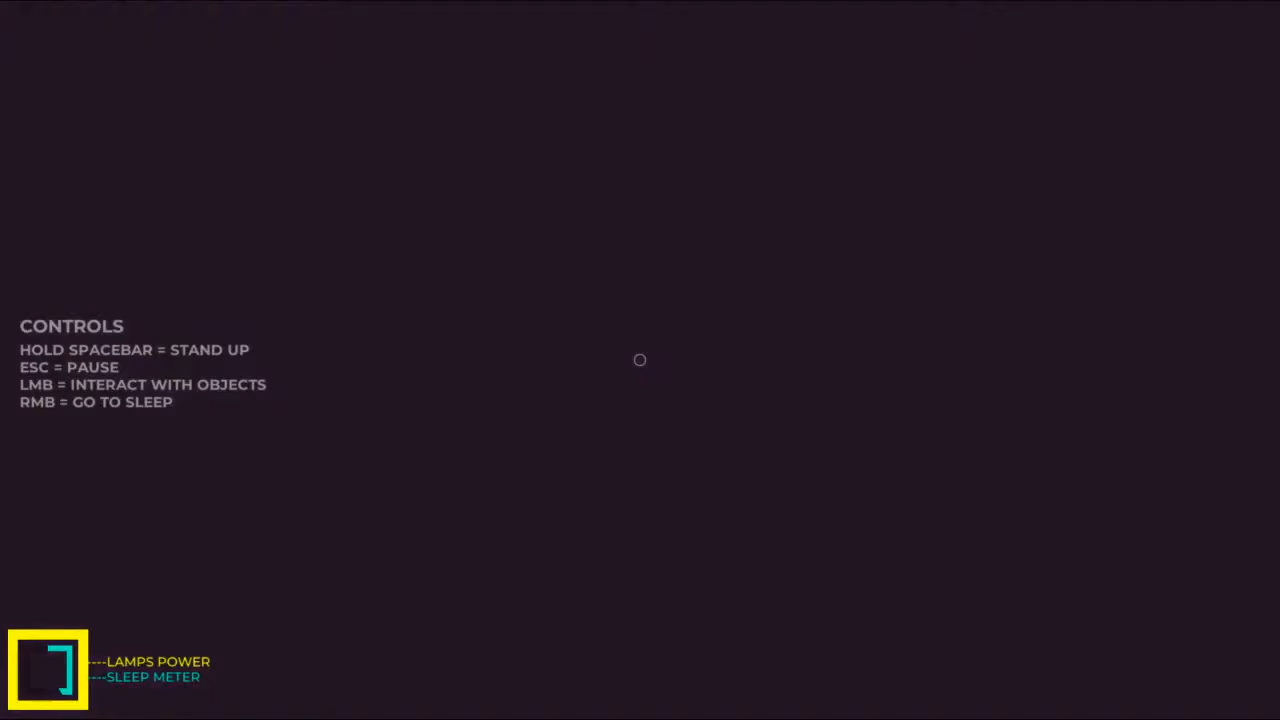 CONTROLS
HOLD SPACEBAR = STAND UP
ESC = PAUSE
LMB = INTERACT WITH OBJECTS
RMB = GO TO SLEEP
----LAMPS POWER
----SLEEP METER